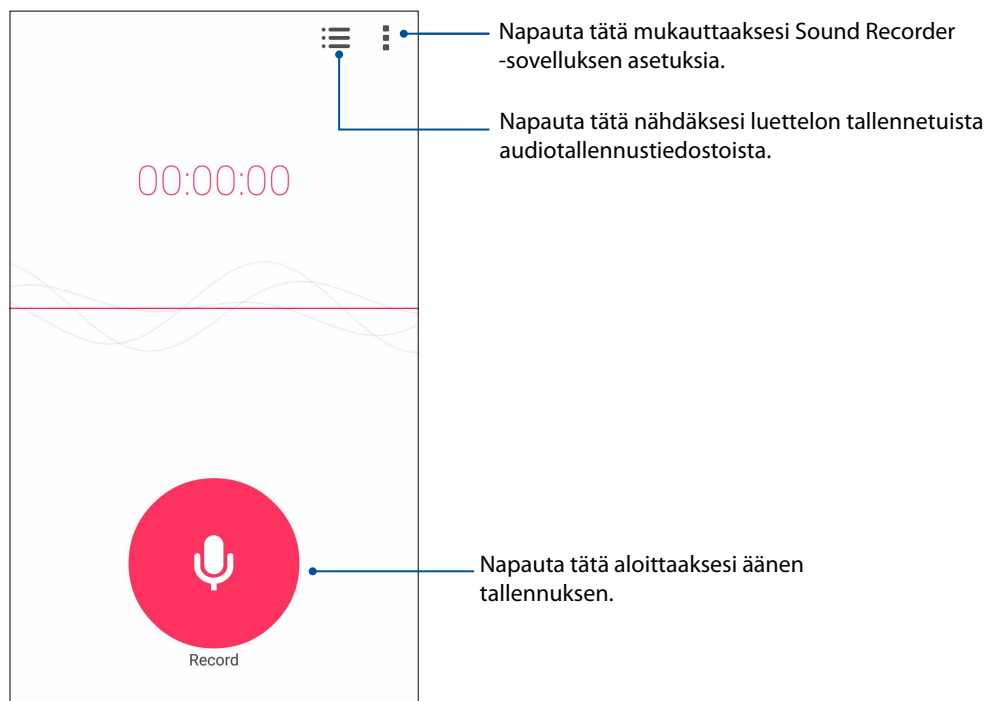 Napauta tätä mukauttaaksesi Sound Recorder
-sovelluksen asetuksia.
Napauta tätä nähdäksesi luettelon tallennetuista
audiotallennustiedostoista.
00:00:00
Napauta tätä aloittaaksesi äänen
tallennuksen.
Record